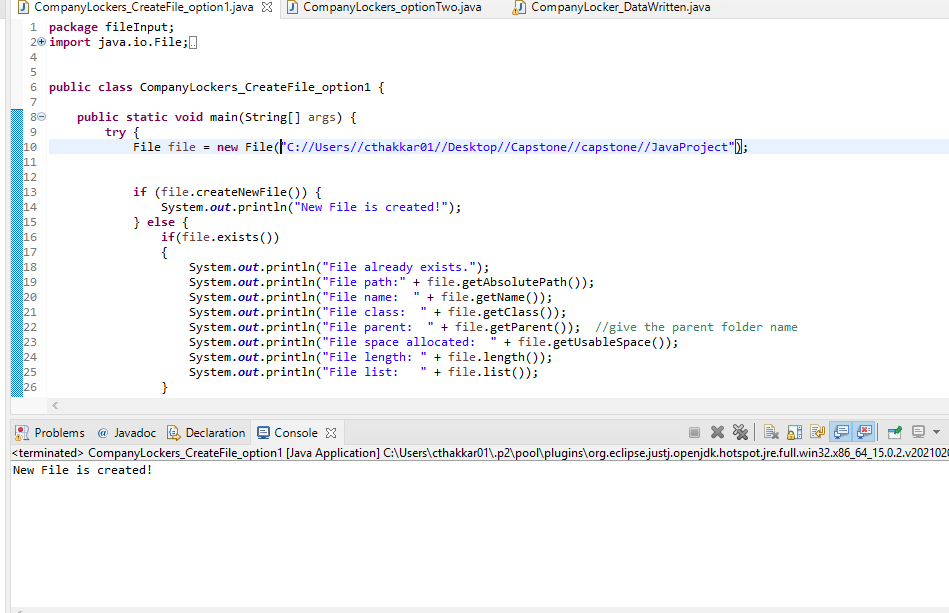 CompanyLockers_CreateFile_option1.java CompanyLockers_optionTwo.java CompanyLocker_DataWritten.java
1 package fileInput;
2 import java.io.File;
4
5
6 public class CompanyLockers_CreateFile_option1 {
7
8 public static void main(String[] args) {
9 try {
10 File file = new File("C://Users//cthakkar01//Desktop//Capstone//capstone//JavaProject");
11
12
13 if (file.createNewFile()) {
14 System.out.println("New File is created!");
15 } else {
16 if(file.exists())
17 {
18 System.out.println("File already exists.");
19 System.out.println("File path:" + file.getAbsolutePath());
20 System.out.println("File name:  " + file.getName());
21 System.out.println("File class:  " + file.getClass());
22 System.out.println("File parent:  " + file.getParent());  //give the parent folder name
23 System.out.println("File space allocated:  " + file.getUsableSpace());
24 System.out.println("File length: " + file.length());
25 System.out.println("File list:   " + file.list());
26 }
Problems @ Javadoc Declaration Console
<terminated> CompanyLockers_CreateFile_option1 [Java Application] C:\Users\cthakkar01\.p2\pool\plugins\org.eclipse.justj.openjdk.hotspot.jre.full.win32.x86_64_15.0.2.v202102
New File is created!